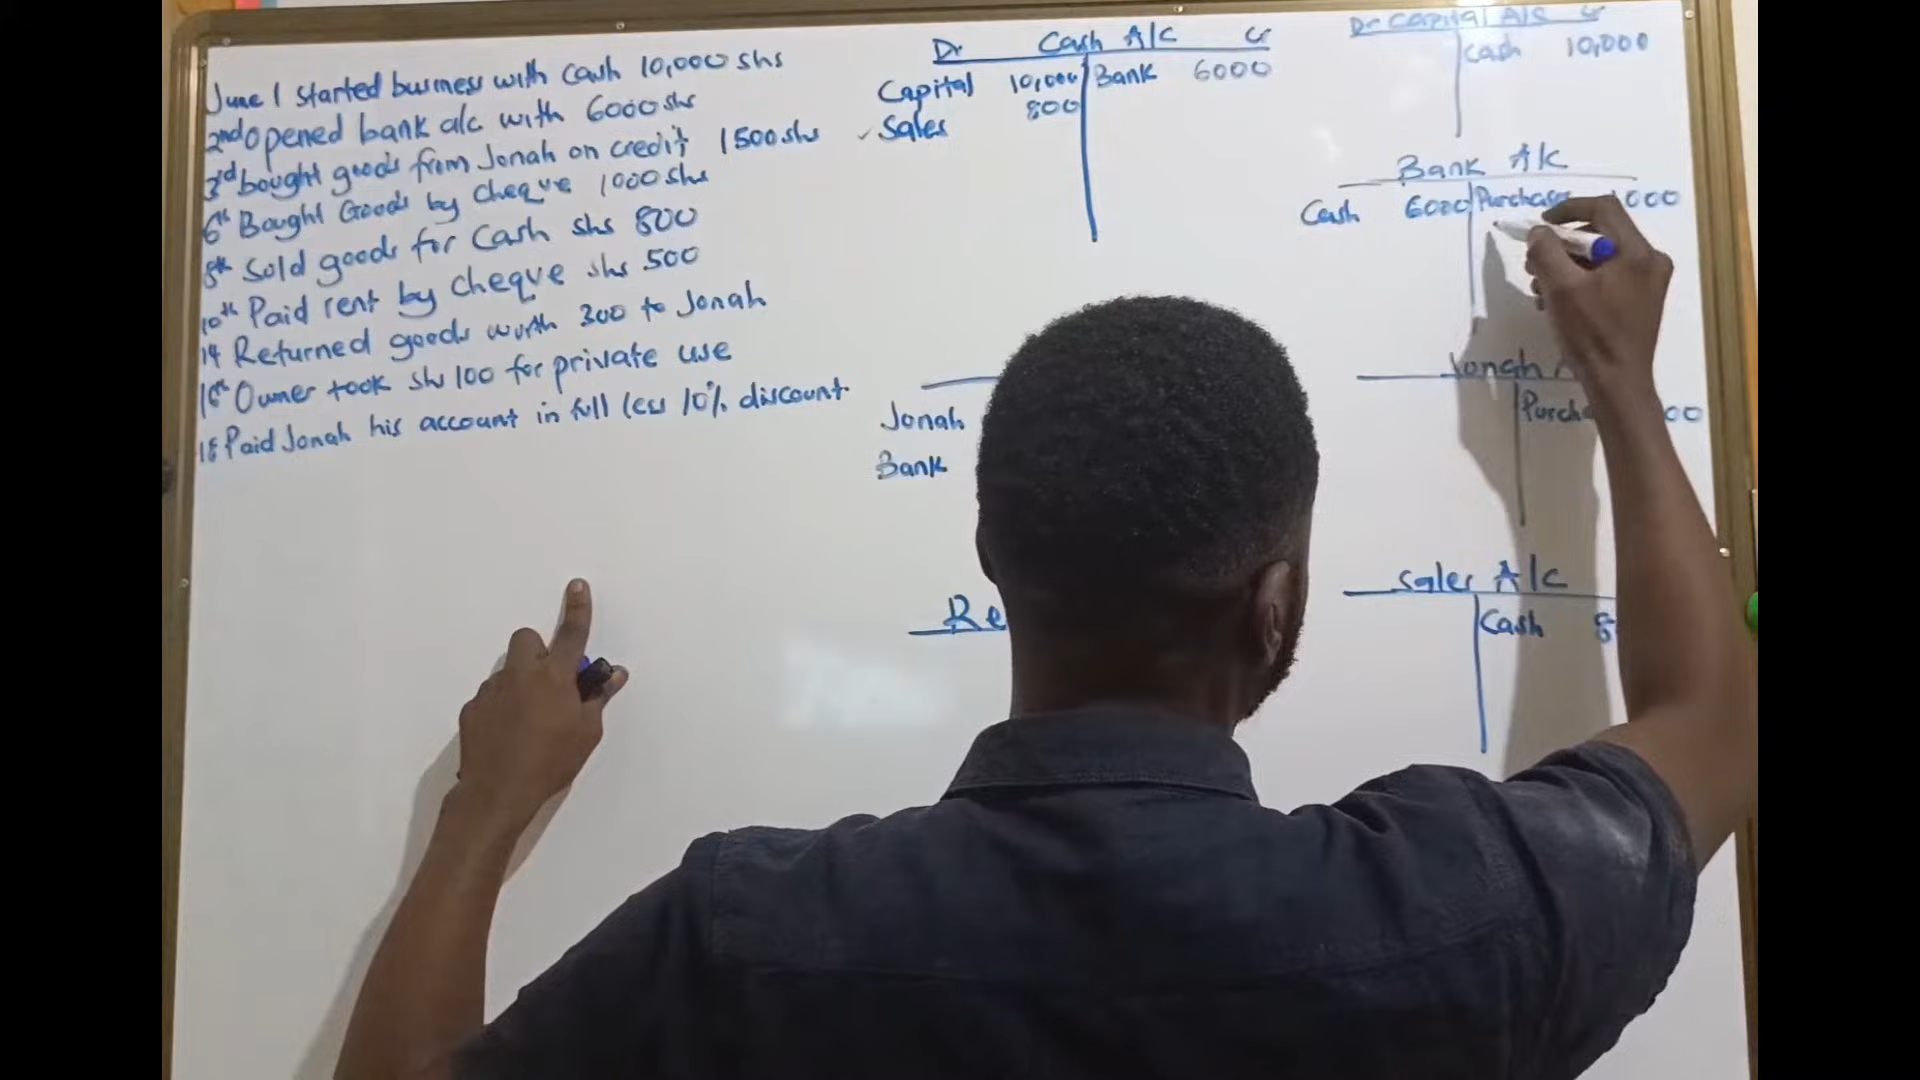 June 1 started business with cash 10,000 shs
2nd Opened bank a/c with 6000 shs
3rd bought goods from Jonah on credit 1500 shs
6th Bought Goods by cheque 1000 shs
8th Sold goods for Cash shs 800
10th Paid rent by cheque shs 500
14 Returned goods worth 300 to Jonah
16th Owner took shs 100 for private use
18 Paid Jonah his account in full less 10% discount.
Dr Cash A/C Cr
Capital 10,000 Bank 6000
Sales 800
Jonah
Bank
Re
Dr Capital A/C Cr
Cash 10,000
Bank A/C
Cash 6000 Purchases 000
Jonah A
Purcha 00
Sales A/C
Cash 8